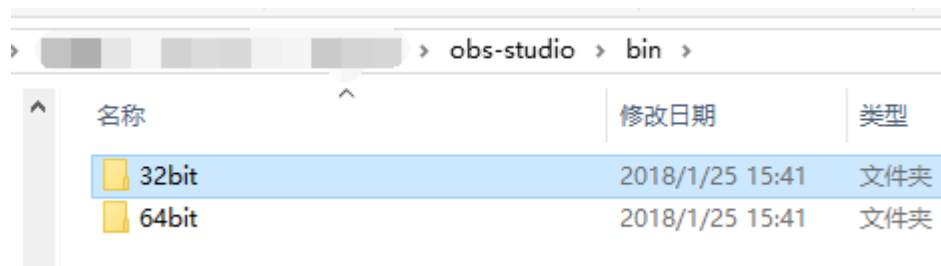 obs-studio > bin >
名称 修改日期 类型
32bit 2018/1/25 15:41 文件夹
64bit 2018/1/25 15:41 文件夹